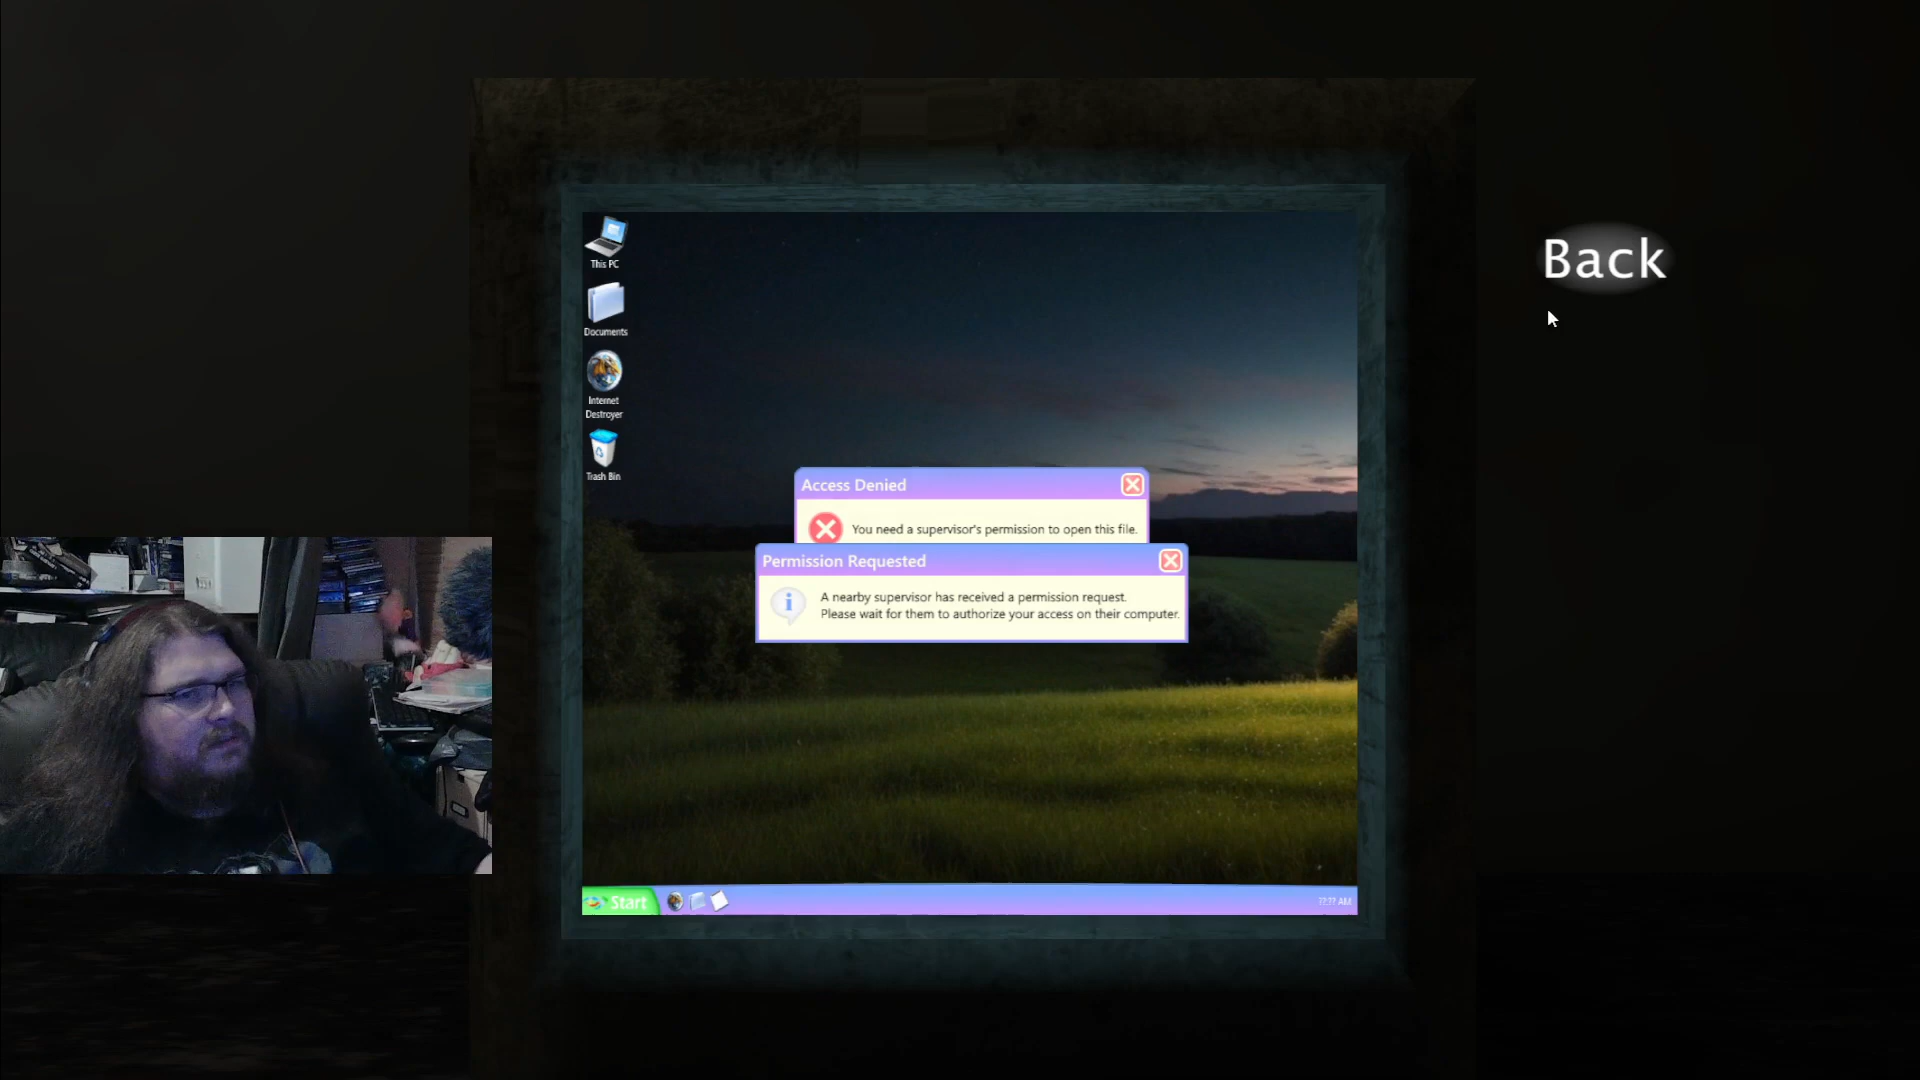 This PC
Documents
Internet
Destroyer
Trash Bin
Back
Access Denied
You need a supervisor's permission to open this file.
Permission Requested
A nearby supervisor has received a permission request.
Please wait for them to authorize your access on their computer.
Start
??:?? AM